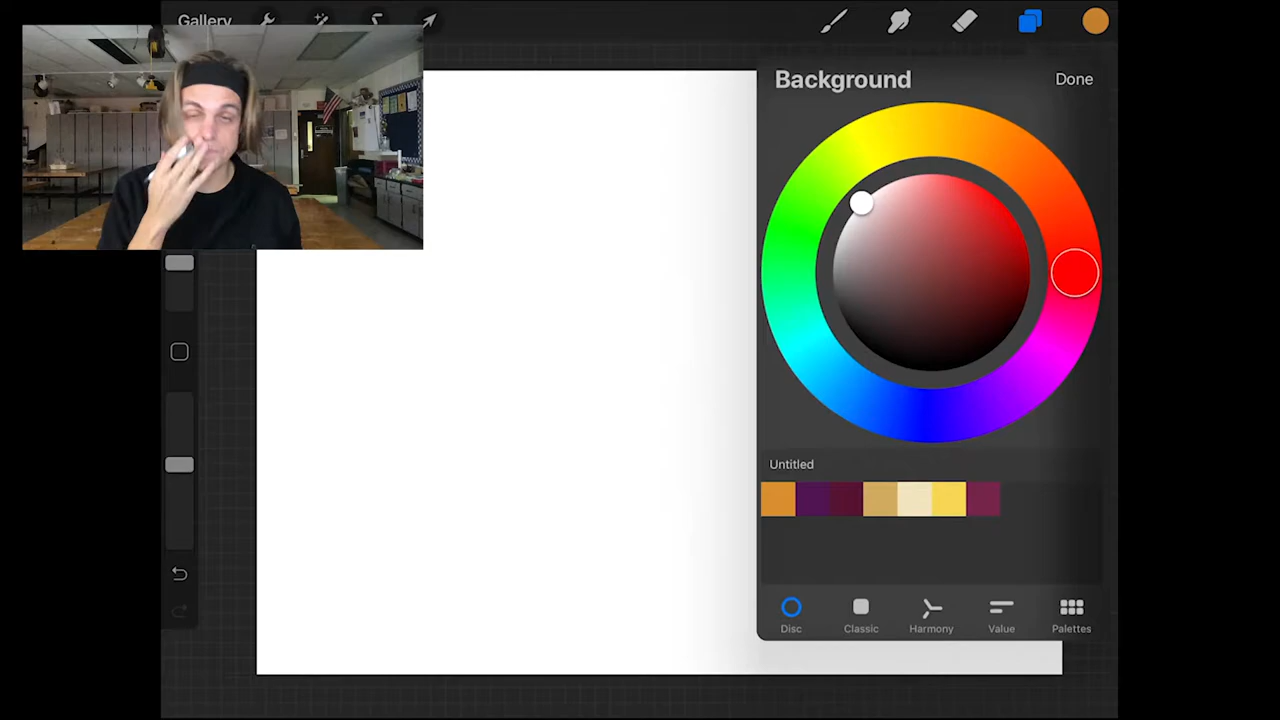 Gallery
Background
Done
Untitled
Disc
Classic
Harmony
Value
Palettes